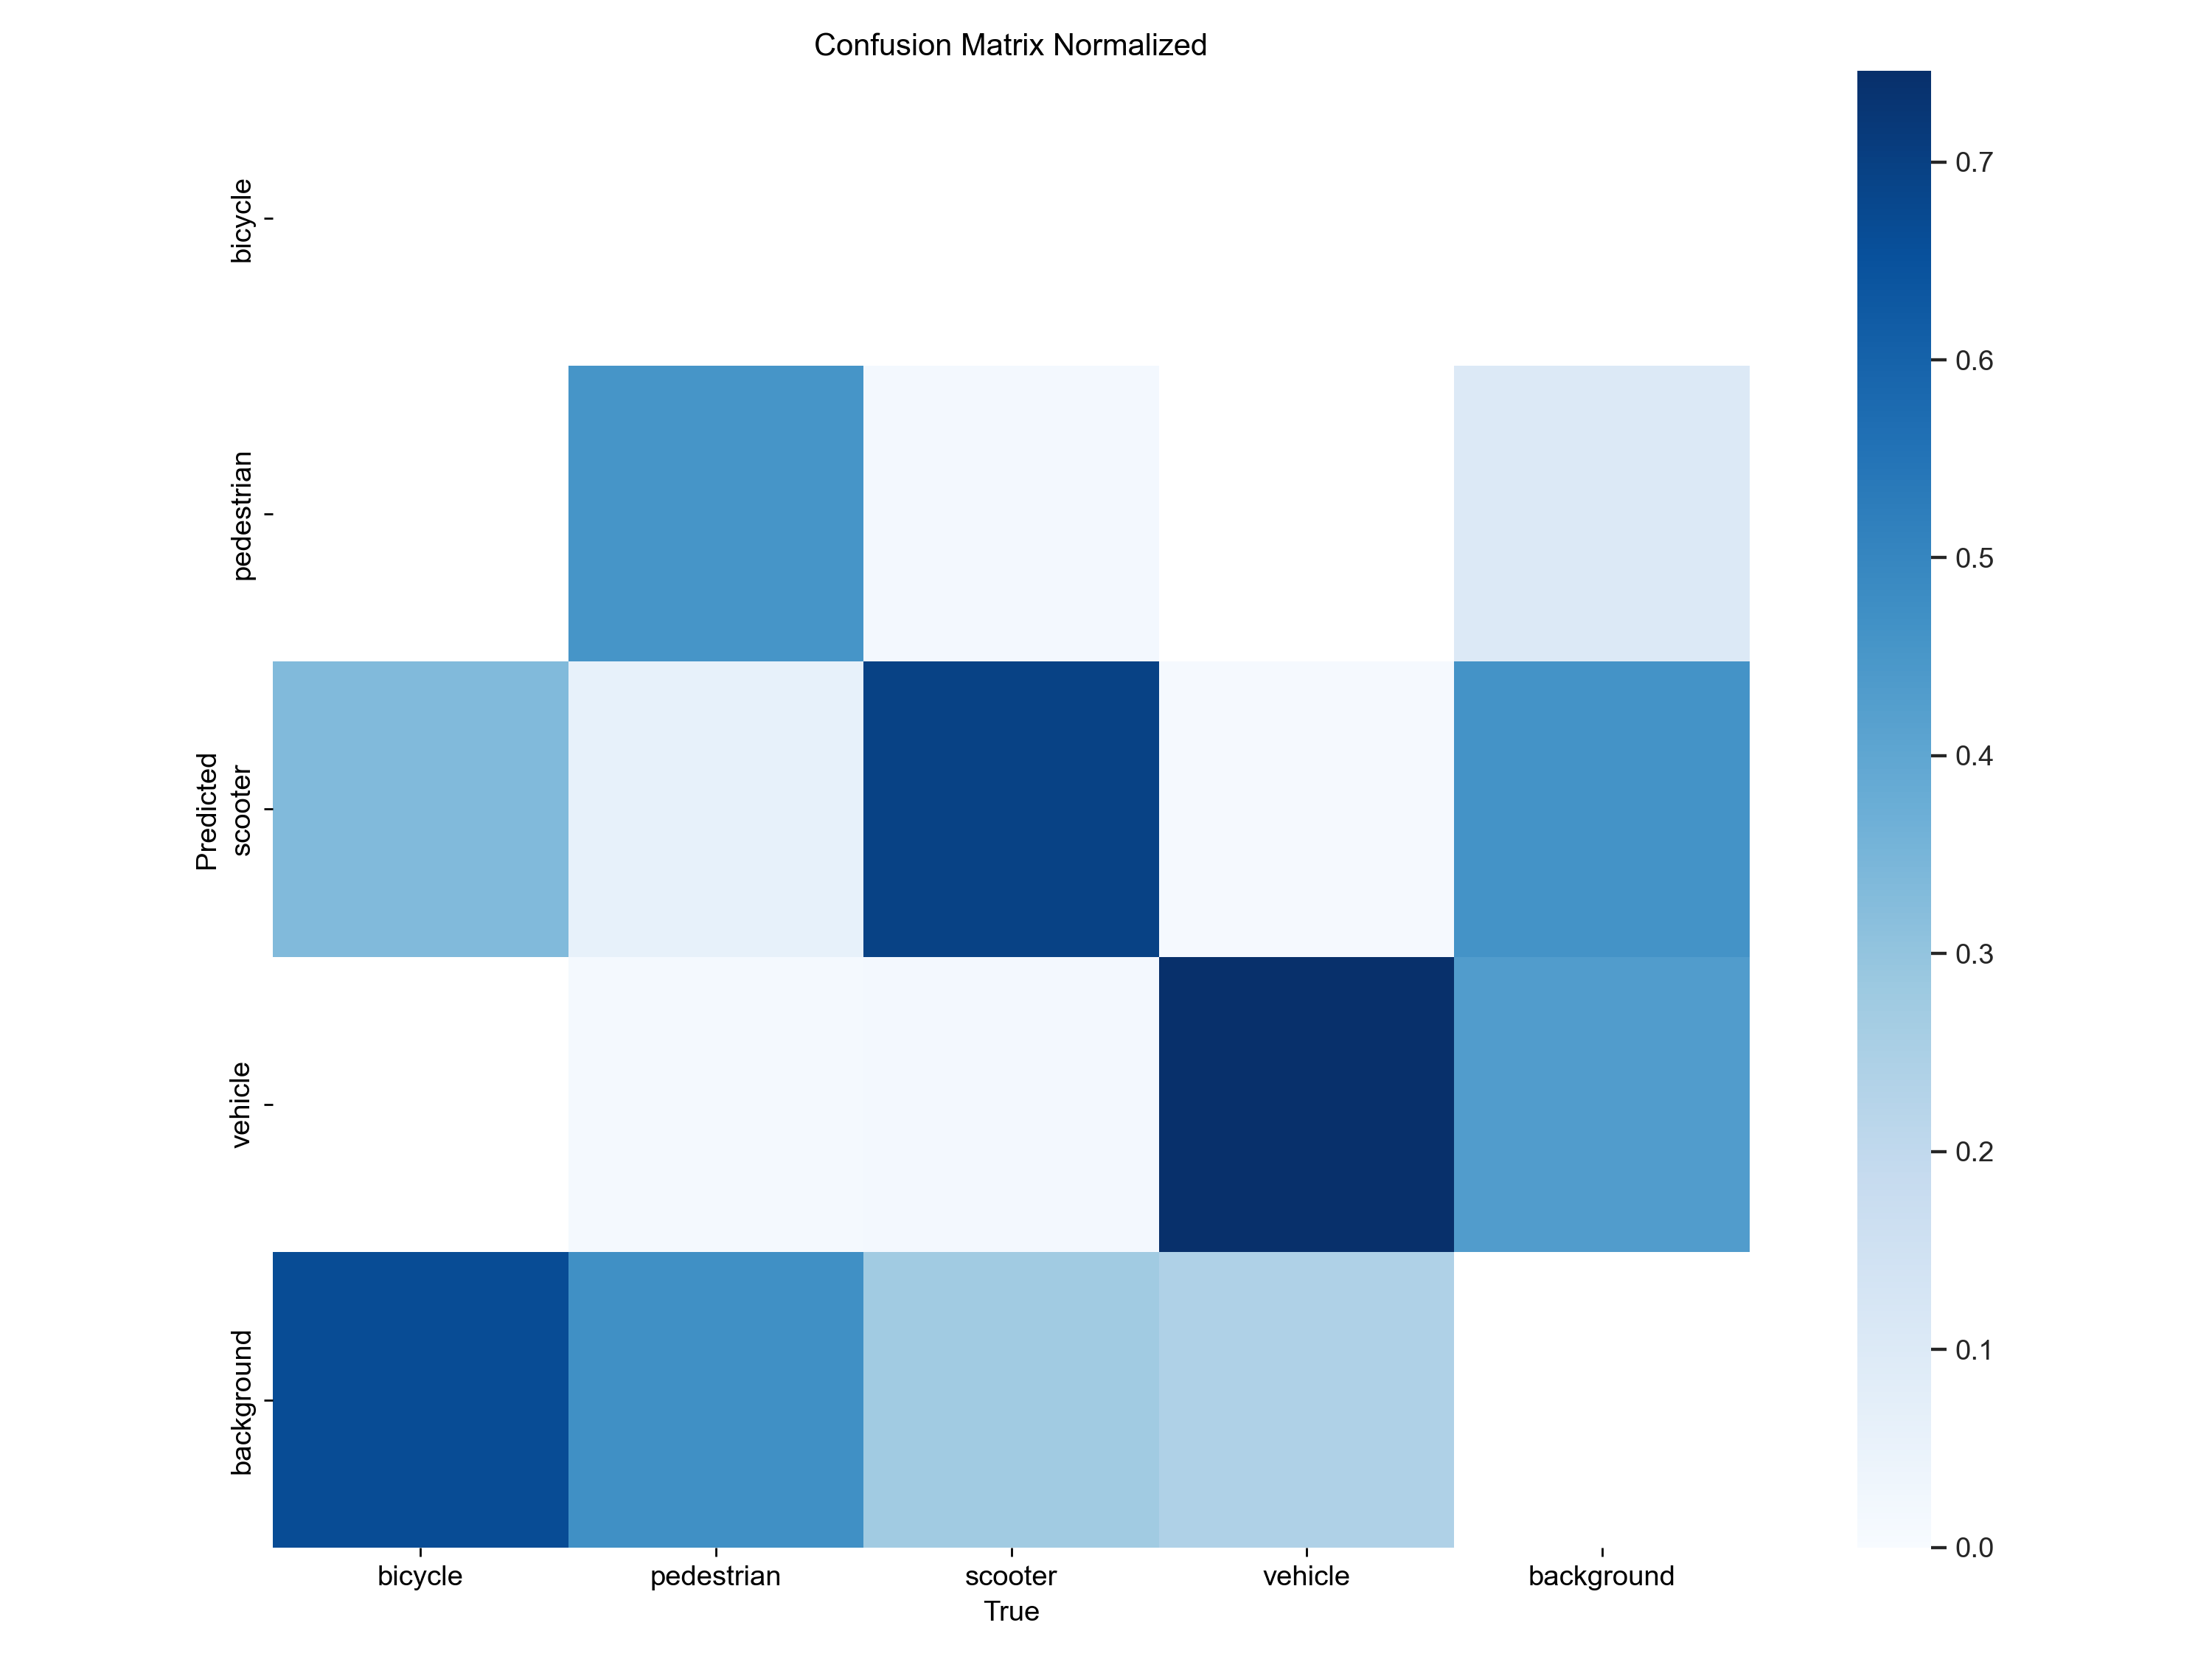 Confusion Matrix Normalized
Predicted
bicycle
pedestrian
scooter
vehicle
background
bicycle pedestrian scooter vehicle background
True
0.7
0.6
0.5
0.4
0.3
0.2
0.1
0.0